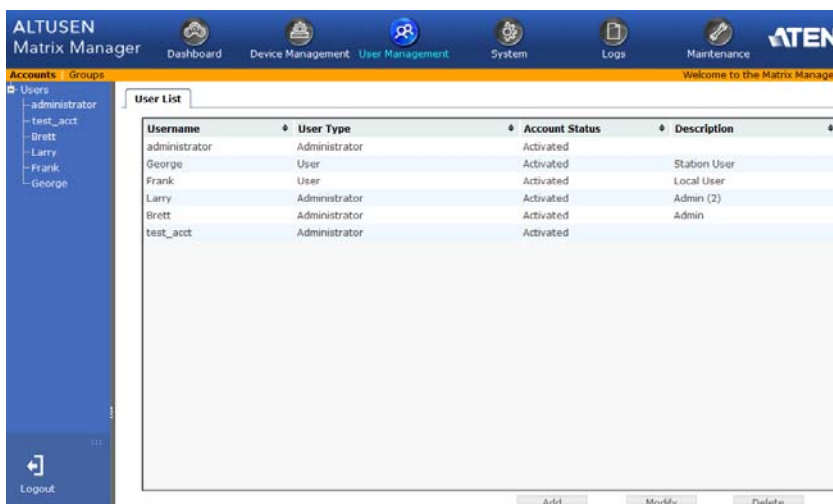 ALTUSEN
Matrix Manager
Dashboard Device Management User Management System Logs Maintenance
ATEN
Accounts Groups Welcome to the Matrix Manage
Users
administrator
test_acct
Brett
Larry
Frank
George
User List
Username User Type Account Status Description
administrator Administrator Activated
George User Activated Station User
Frank User Activated Local User
Larry Administrator Activated Admin (2)
Brett Administrator Activated Admin
test_acct Administrator Activated
Logout
Add Modify Delete